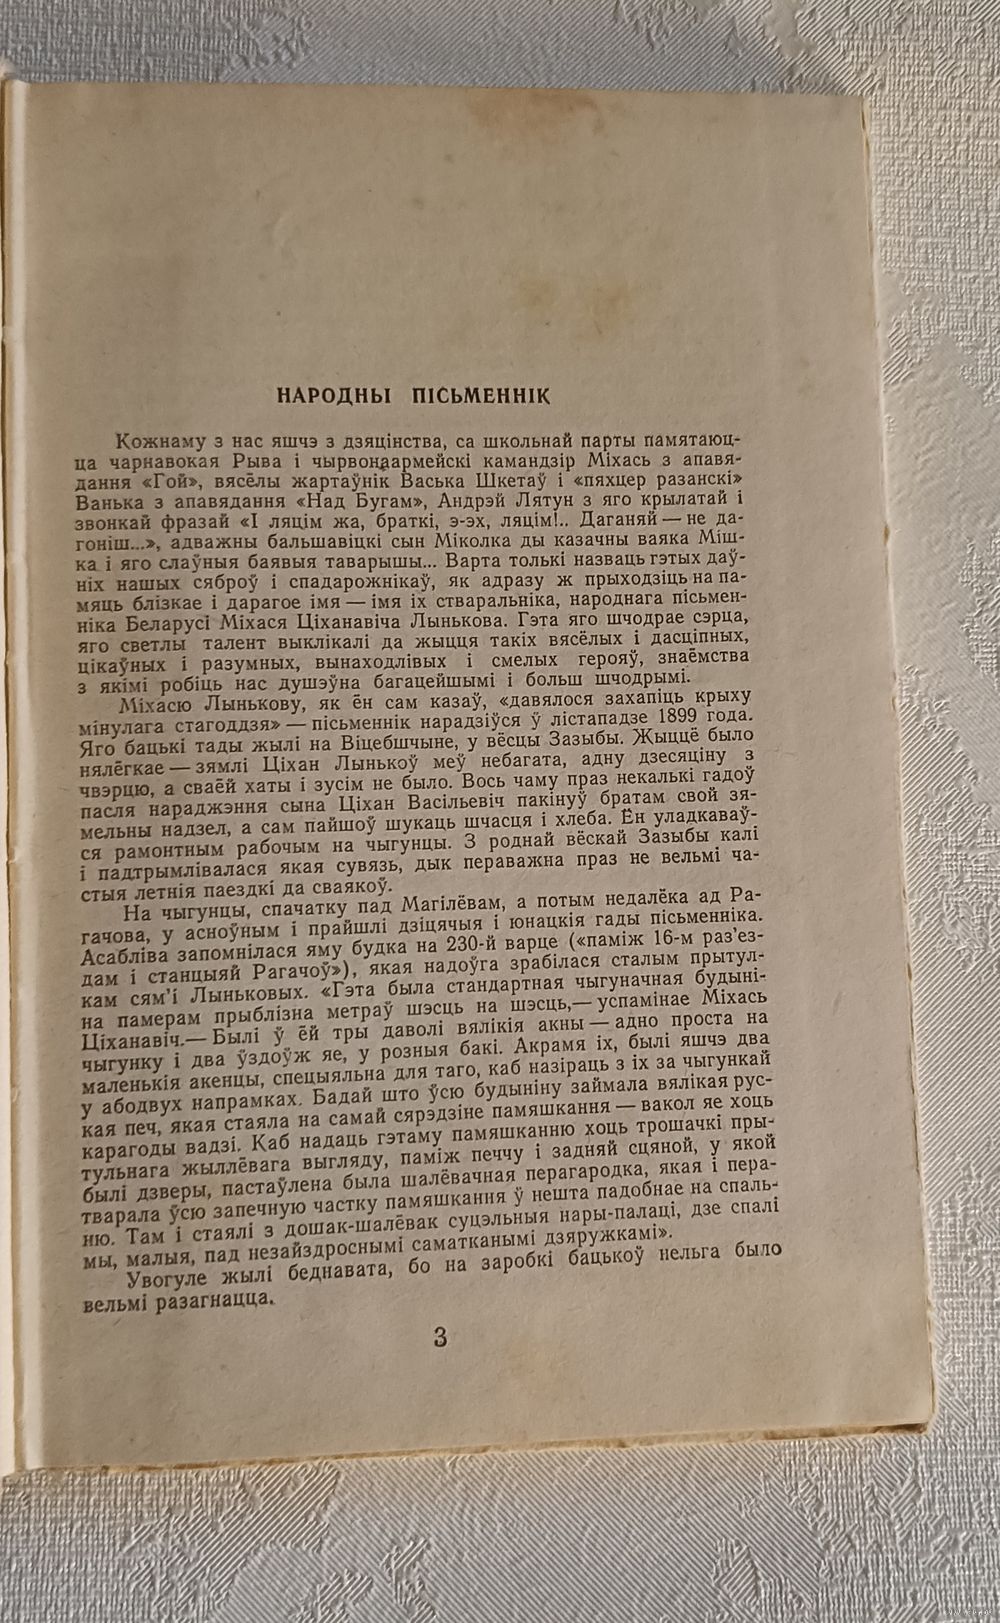 НАРОДНЫ ПІСЬМЕННІК
Кожнаму з нас яшчэ з дзяцінства, са школьнай парты памятаюц-
ца чарнавокая Рыва і чырвонаармейскі камандзір Міхась з апавя-
дання «Гой», вясёлы жартаўнік Васька Шкетаў і «пяхцер разанскі»
Ванька з апавядання «Над Бугам», Андрэй Лятун з яго крылатай і
звонкай фразай «І ляцім жа, браткі, э-эх, ляцім!.. Даганяй — не да-
гоніш...», адважны бальшавіцкі сын Міколка ды казачны ваяка Міш-
ка і яго слаўныя баявыя таварышы... Варта толькі назваць гэтых даў-
ніх нашых сяброў і спадарожнікаў, як адразу ж прыходзіць на па-
мяць блізкае і дарагое імя — імя іх стваральніка, народнага пісьмен-
ніка Беларусі Міхася Ціханавіча Лынькова. Гэта яго шчодрае сэрца,
яго светлы талент выклікалі да жыцця такіх вясёлых і дасціпных,
цікаўных і разумных, вынаходлівых і смелых герояў, знаёмства
з якімі робіць нас душэўна багацейшымі і больш шчодрымі.
Міхасю Лынькову, як ён сам казаў, «давялося захапіць крыху
мінулага стагоддзя» — пісьменнік нарадзіўся ў лістападзе 1899 года.
Яго бацькі тады жылі на Віцебшчыне, у вёсцы Зазыбы. Жыццё было
нялёгкае — зямлі Ціхан Лынькоў меў небагата, адну дзесяціну з
чвэрцю, а сваёй хаты і зусім не было. Вось чаму праз некалькі гадоў
пасля нараджэння сына Ціхан Васільевіч пакінуў братам свой зя-
мельны надзел, а сам пайшоў шукаць шчасця і хлеба. Ён уладкаваў-
ся рамонтным рабочым на чыгунцы. З роднай вёскай Зазыбы калі
і падтрымлівалася якая сувязь, дык пераважна праз не вельмі ча-
стыя летнія паездкі да сваякоў.
На чыгунцы, спачатку пад Магілёвам, а потым недалёка ад Ра-
гачова, у асноўным і прайшлі дзіцячыя і юнацкія гады пісьменніка.
Асабліва запомнілася яму будка на 230-й варце («паміж 16-м раз'ез-
дам і станцыяй Рагачоў»), якая надоўга зрабілася сталым прытул-
кам сям'і Лыньковых. «Гэта была стандартная чыгуначная будыні-
на памерам прыблізна метраў шэсць на шэсць,— успамінае Міхась
Ціханавіч.— Былі ў ёй тры даволі вялікія акны — адно проста на
чыгунку і два ўздоўж яе, у розныя бакі. Акрамя іх, былі яшчэ два
маленькія акенцы, спецыяльна для таго, каб назіраць з іх за чыгункай
у абодвух напрамках. Бадай што ўсю будыніну займала вялікая рус-
кая печ, якая стаяла на самай сярэдзіне памяшкання — вакол яе хоць
карагоды вадзі. Каб надаць гэтаму памяшканню хоць трошачкі пры-
тульнага жыллёвага выгляду, паміж печчу і задняй сцяной, у якой
былі дзверы, пастаўлена была шалёвачная перагародка, якая і пера-
тварала ўсю запечную частку памяшкання ў нешта падобнае на спаль-
ню. Там і стаялі з дошак-шалёвак суцэльныя нары-палаці, дзе спалі
мы, малыя, пад незайздроснымі саматканымі дзяружкамі».
Увогуле жылі беднавата, бо на заробкі бацькоў нельга было
вельмі разагнацца.
3